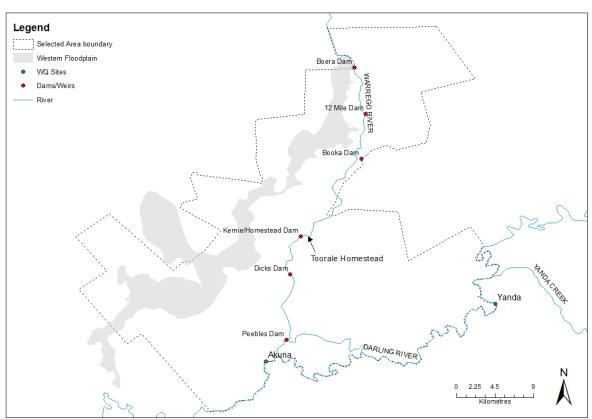 Legend
Selected Area boundary
Western Floodplain
WQ Sites
Dams/Weirs
River
Boera Dam
WARREGO RIVER
12 Mile Dam
Booka Dam
Kernie/Homestead Dam
Toorale Homestead
Dicks Dam
YANDA CREEK
Yanda
Peebles Dam
DARLING RIVER
Akuna
N
0 2.25 4.5 9
Kilometres